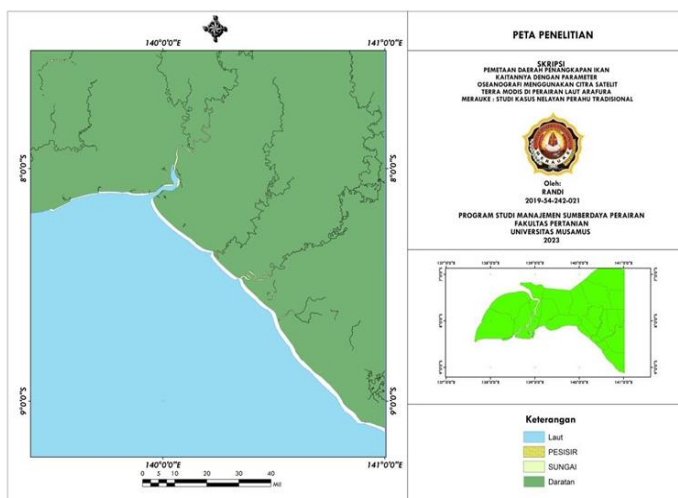 140°0'0"E 141°0'0"E
8°0'0"S 8°0'0"S
9°0'0"S 9°0'0"S
140°0'0"E 141°0'0"E
0 5 10 20 30 40
Mil
PETA PENELITIAN
SKRIPSI
PEMETAAN DAERAH PENANGKAPAN IKAN
KAITANNYA DENGAN PARAMETER
OSEANOGRAFI MENGGUNAKAN CITRA SATELIT
TERRA MODIS DI PERAIRAN LAUT ARAFURA
MERAUKE : STUDI KASUS NELAYAN PERAHU TRADISIONAL
Oleh:
RANDI
2019-54-242-021
PROGRAM STUDI MANAJEMEN SUMBERDAYA PERAIRAN
FAKULTAS PERTANIAN
UNIVERSITAS MUSAMUS
2023
Keterangan
Laut
PESISIR
SUNGAI
Daratan